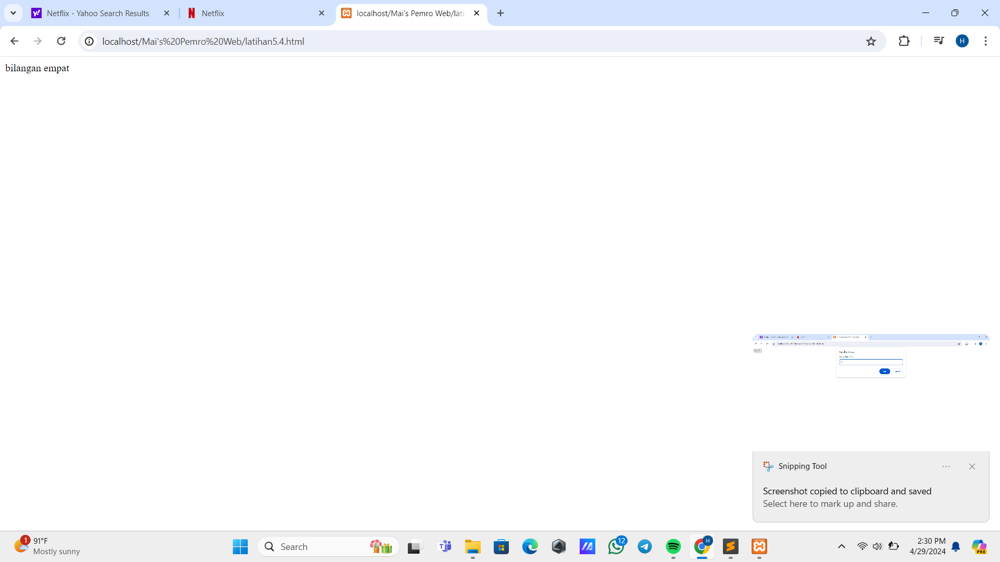 Netflix - Yahoo Search Results
Netflix
localhost/Mai's Pemro Web/lati
localhost/Mai's%20Pemro%20Web/latihan5.4.html
H
bilangan empat
Snipping Tool
Screenshot copied to clipboard and saved
Select here to mark up and share.
1
91°F
Mostly sunny
Search
12
H
2:30 PM
4/29/2024
PRE